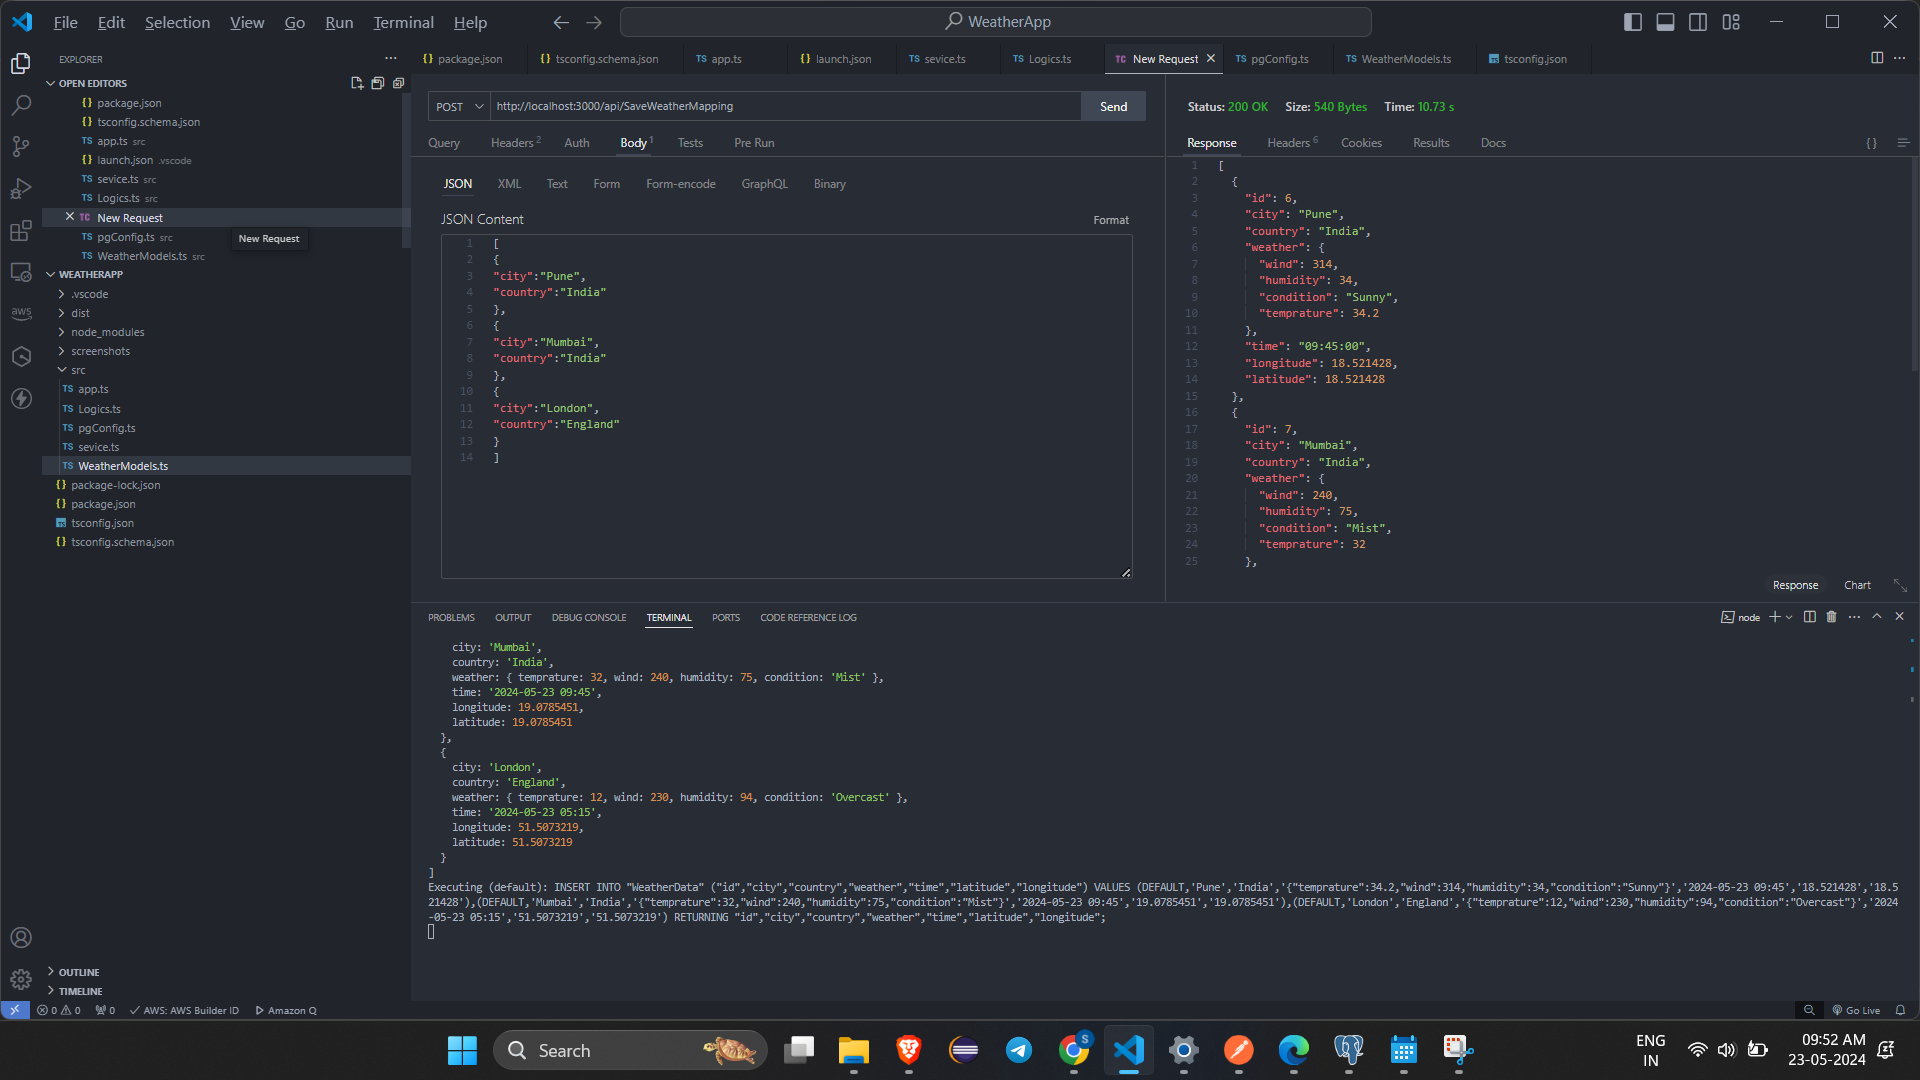 File Edit Selection View Go Run Terminal Help
WeatherApp
EXPLORER
OPEN EDITORS
{} package.json
{} tsconfig.schema.json
TS app.ts src
{} launch.json .vscode
TS sevice.ts src
TS Logics.ts src
TC New Request
TS pgConfig.ts src
New Request
TS WeatherModels.ts src
WEATHERAPP
.vscode
dist
node_modules
screenshots
src
TS app.ts
TS Logics.ts
TS pgConfig.ts
TS sevice.ts
TS WeatherModels.ts
{} package-lock.json
{} package.json
TS tsconfig.json
{} tsconfig.schema.json
OUTLINE
TIMELINE
aws
{} package.json {} tsconfig.schema.json TS app.ts {} launch.json TS sevice.ts TS Logics.ts TC New Request TS pgConfig.ts TS WeatherModels.ts TS tsconfig.json
POST http://localhost:3000/api/SaveWeatherMapping Send
Query Headers 2 Auth Body 1 Tests Pre Run
JSON XML Text Form Form-encode GraphQL Binary
JSON Content Format
1 [
2 {
3 "city":"Pune",
4 "country":"India"
5 },
6 {
7 "city":"Mumbai",
8 "country":"India"
9 },
10 {
11 "city":"London",
12 "country":"England"
13 }
14 ]
Status: 200 OK Size: 540 Bytes Time: 10.73 s
Response Headers 6 Cookies Results Docs {}
1 [
2 {
3 "id": 6,
4 "city": "Pune",
5 "country": "India",
6 "weather": {
7 "wind": 314,
8 "humidity": 34,
9 "condition": "Sunny",
10 "temprature": 34.2
11 },
12 "time": "09:45:00",
13 "longitude": 18.521428,
14 "latitude": 18.521428
15 },
16 {
17 "id": 7,
18 "city": "Mumbai",
19 "country": "India",
20 "weather": {
21 "wind": 240,
22 "humidity": 75,
23 "condition": "Mist",
24 "temprature": 32
25 },
Response Chart
PROBLEMS OUTPUT DEBUG CONSOLE TERMINAL PORTS CODE REFERENCE LOG
node
city: 'Mumbai',
country: 'India',
weather: { temprature: 32, wind: 240, humidity: 75, condition: 'Mist' },
time: '2024-05-23 09:45',
longitude: 19.0785451,
latitude: 19.0785451
},
{
city: 'London',
country: 'England',
weather: { temprature: 12, wind: 230, humidity: 94, condition: 'Overcast' },
time: '2024-05-23 05:15',
longitude: 51.5073219,
latitude: 51.5073219
}
]
Executing (default): INSERT INTO "WeatherData" ("id","city","country","weather","time","latitude","longitude") VALUES (DEFAULT,'Pune','India','{"temprature":34.2,"wind":314,"humidity":34,"condition":"Sunny"}','2024-05-23 09:45','18.521428','18.5
21428'),(DEFAULT,'Mumbai','India','{"temprature":32,"wind":240,"humidity":75,"condition":"Mist"}','2024-05-23 09:45','19.0785451','19.0785451'),(DEFAULT,'London','England','{"temprature":12,"wind":230,"humidity":94,"condition":"Overcast"}','2024
-05-23 05:15','51.5073219','51.5073219') RETURNING "id","city","country","weather","time","latitude","longitude";
0 0 0 AWS: AWS Builder ID Amazon Q Go Live
Search
S
ENG
IN
09:52 AM
23-05-2024